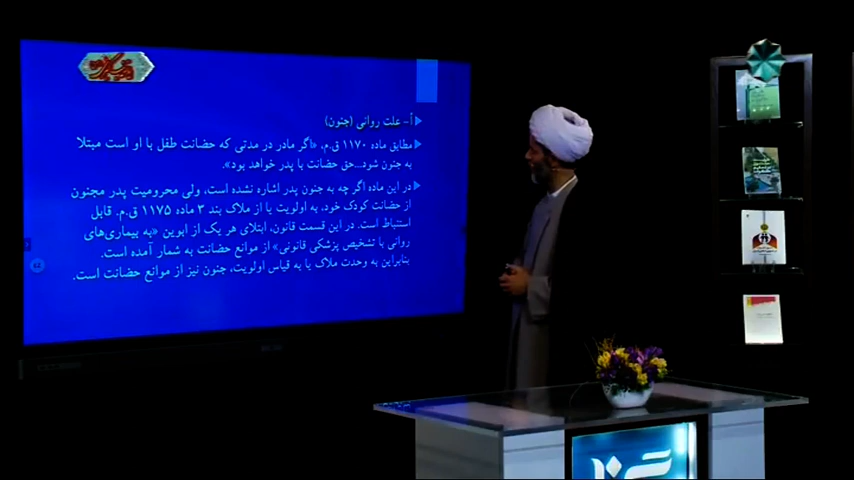 أ- علت روانی (جنون)
مطابق ماده ۱۱۷۰ ق.م، «اگر مادر در مدتی که حضانت طفل با او است مبتلا
به جنون شود...حق حضانت با پدر خواهد بود».
در این ماده اگر چه به جنون پدر اشاره نشده است، ولی محرومیت پدر مجنون
از حضانت کودک خود، به اولویت یا از ملاک بند ۳ ماده ۱۱۷۵ ق.م. قابل
استنباط است. در این قسمت قانون، ابتلای هر یک از ابوین «به بیماری‌های
روانی با تشخیص پزشکی قانونی» از موانع حضانت به شمار آمده است.
بنابراین به وحدت ملاک یا به قیاس اولویت، جنون نیز از موانع حضانت است.